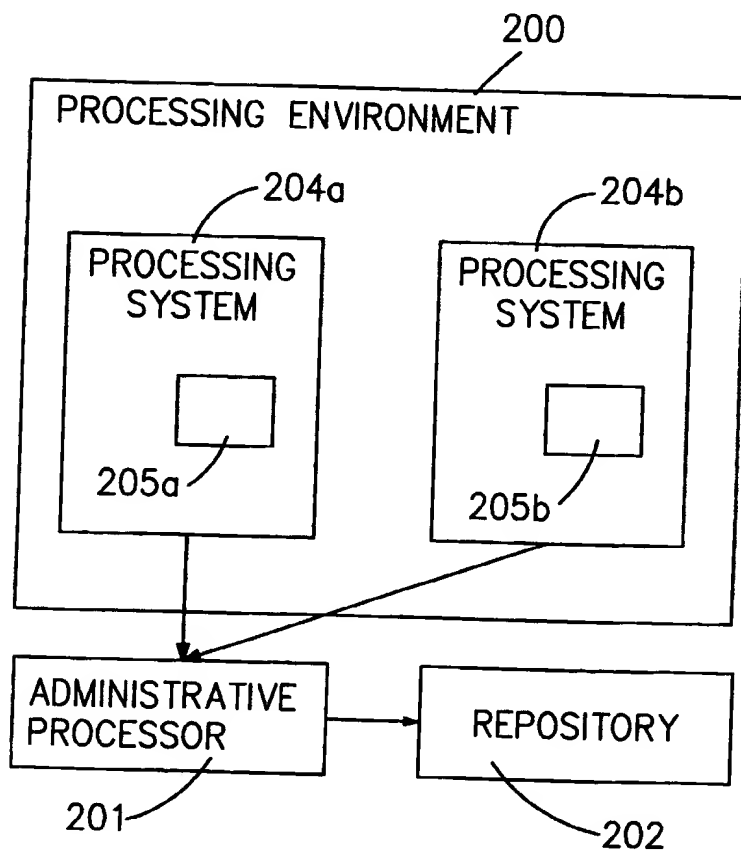 200
PROCESSING ENVIRONMENT
204a
204b
PROCESSING
SYSTEM
PROCESSING
SYSTEM
205a
205b
ADMINISTRATIVE
PROCESSOR
REPOSITORY
201
202